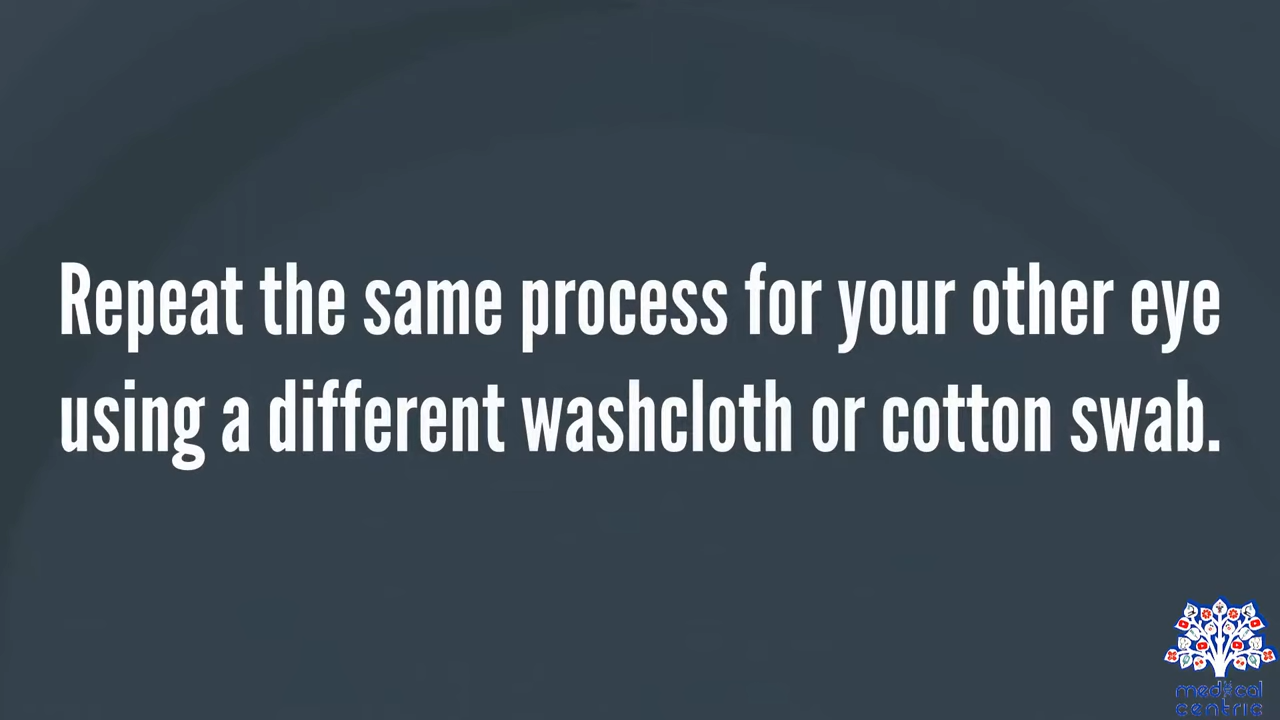 Repeat the same process for your other eye
using a different washcloth or cotton swab.
medical
centric